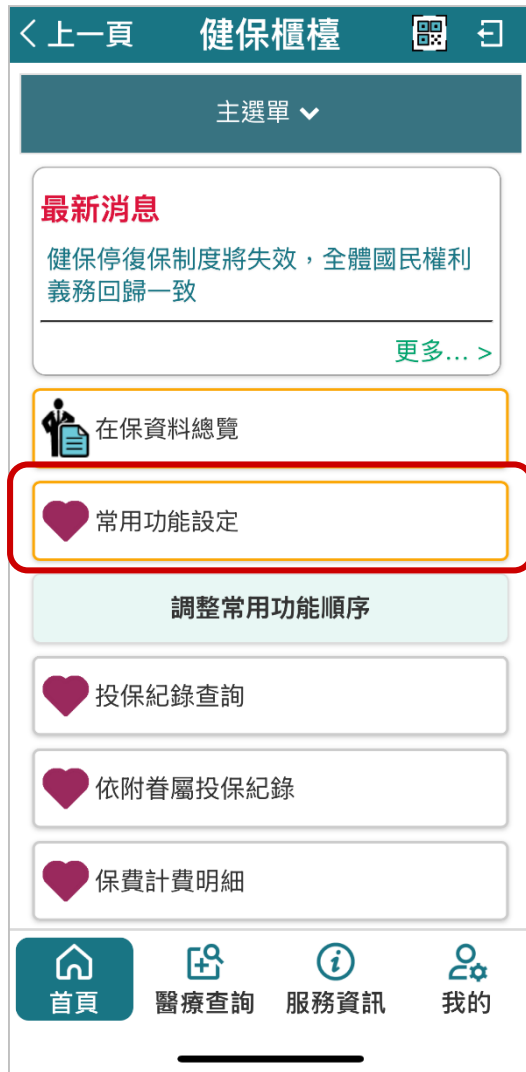 上一頁 健保櫃檯
主選單
最新消息
健保停復保制度將失效，全體國民權利
義務回歸一致
更多... >
在保資料總覽
常用功能設定
調整常用功能順序
投保紀錄查詢
依附眷屬投保紀錄
保費計費明細
首頁 醫療查詢 服務資訊 我的